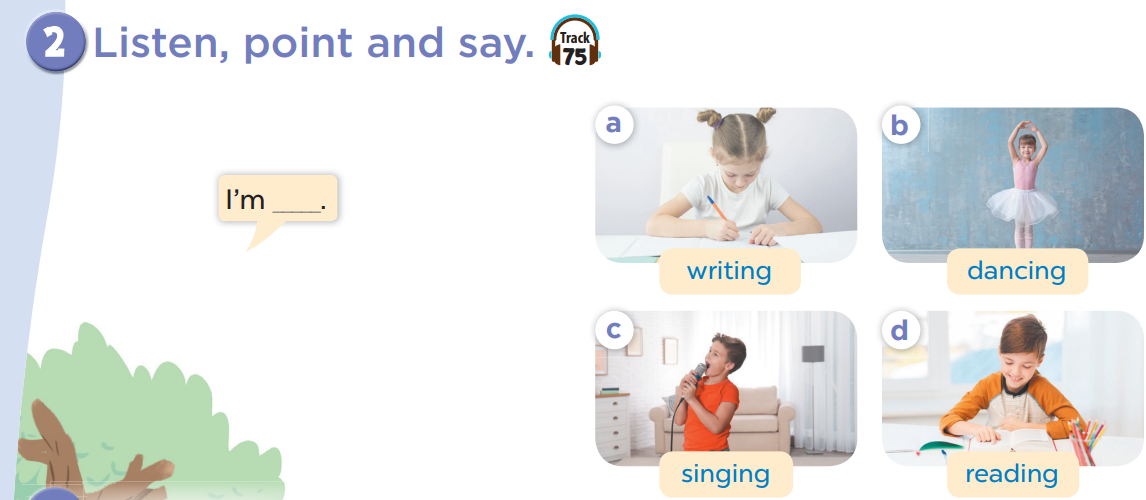 2 Listen, point and say. Track
75
I'm ____.
a
writing
b
dancing
c
singing
d
reading